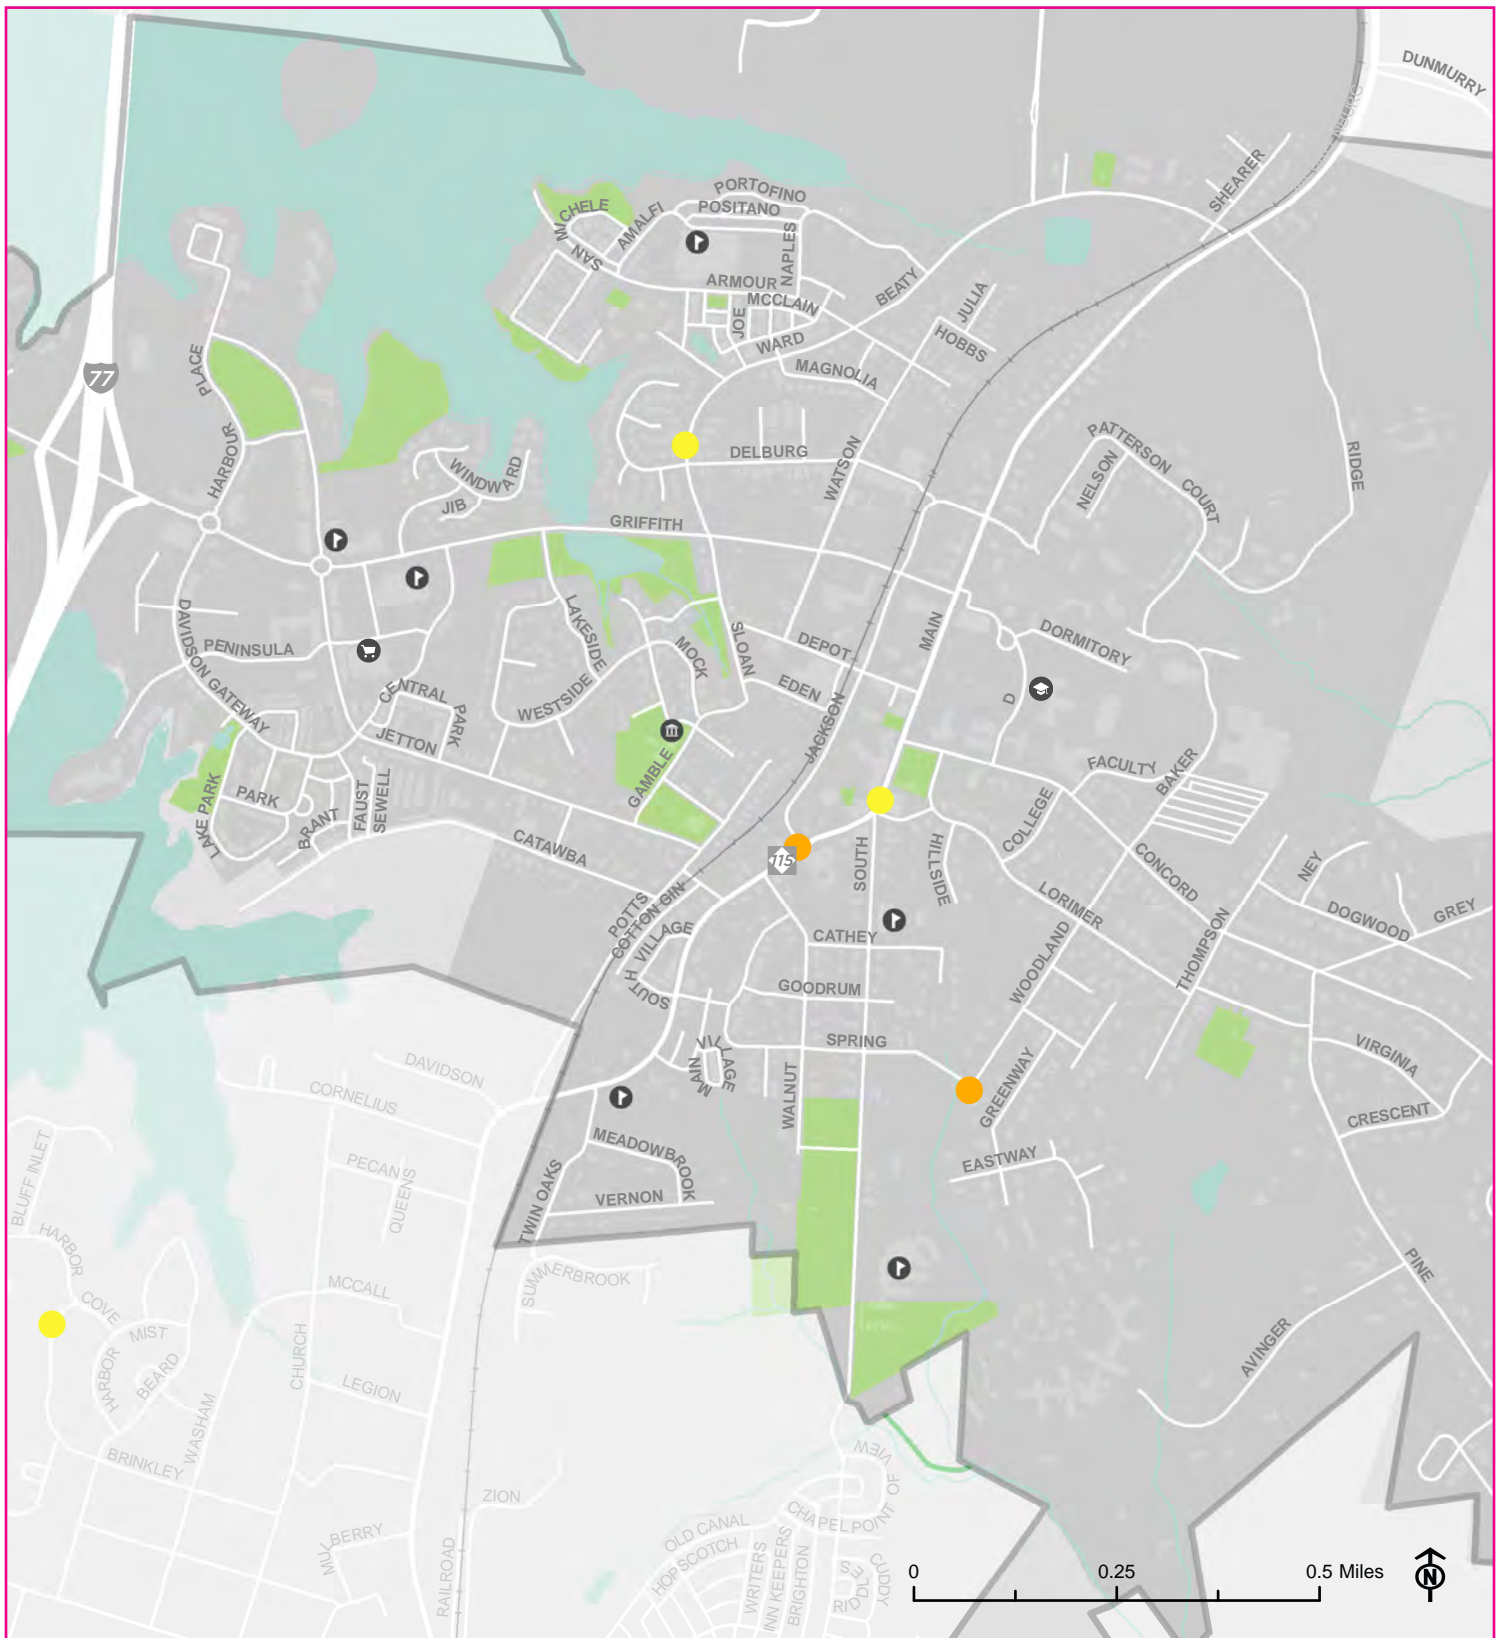 DUNMURRY
SHEARER
PORTOFINO
POSITANO
CHELE
MI
SAN
AMALFI
NAPLES
ARMOUR
MCCLAIN
JOE
WARD
BEATY
JULIA
HOBBS
MAGNOLIA
PLACE
77
HARBOUR
WINDWARD
JIB
DELBURG
WATSON
PATTERSON
COURT
NELSON
RIDGE
GRIFFITH
DAVIDSON GATEWAY
PENINSULA
LAKESIDE
MOCK
SLOAN
DEPOT
MAIN
DORMITORY
D
EDEN
CENTRAL
PARK
JETTON
WESTSIDE
JACKSON
GAMBLE
FACULTY
BAKER
LAKE PARK
PARK
BRANT
FAUST
SEWELL
CATAWBA
115
SOUTH
HILLSIDE
COLLEGE
CONCORD
LORIMER
NEY
DOGWOOD
GREY
POTTS
COTTON GIN
VILLAGE
SOUTH
CATHEY
WOODLAND
THOMPSON
GOODRUM
SPRING
MAIN
VILLAGE
WALNUT
GREENWAY
VIRGINIA
CRESCENT
DAVIDSON
CORNELIUS
MEADOWBROOK
EASTWAY
BLUFF INLET
PECAN
QUEENS
TWIN OAKS
VERNON
HARBOR
COVE
SUMMERBROOK
MCCALL
PINE
MIST
HARBOR
BEARD
CHURCH
LEGION
AVINGER
WASHAM
BRINKLEY
VIEW
ZION
CHAPEL POINT OF
MULBERRY
RAILROAD
OLD CANAL
HOPSCOTCH
WRITERS
INN KEEPERS
BRIGHTON
CUDDY
0 0.25 0.5 Miles
N